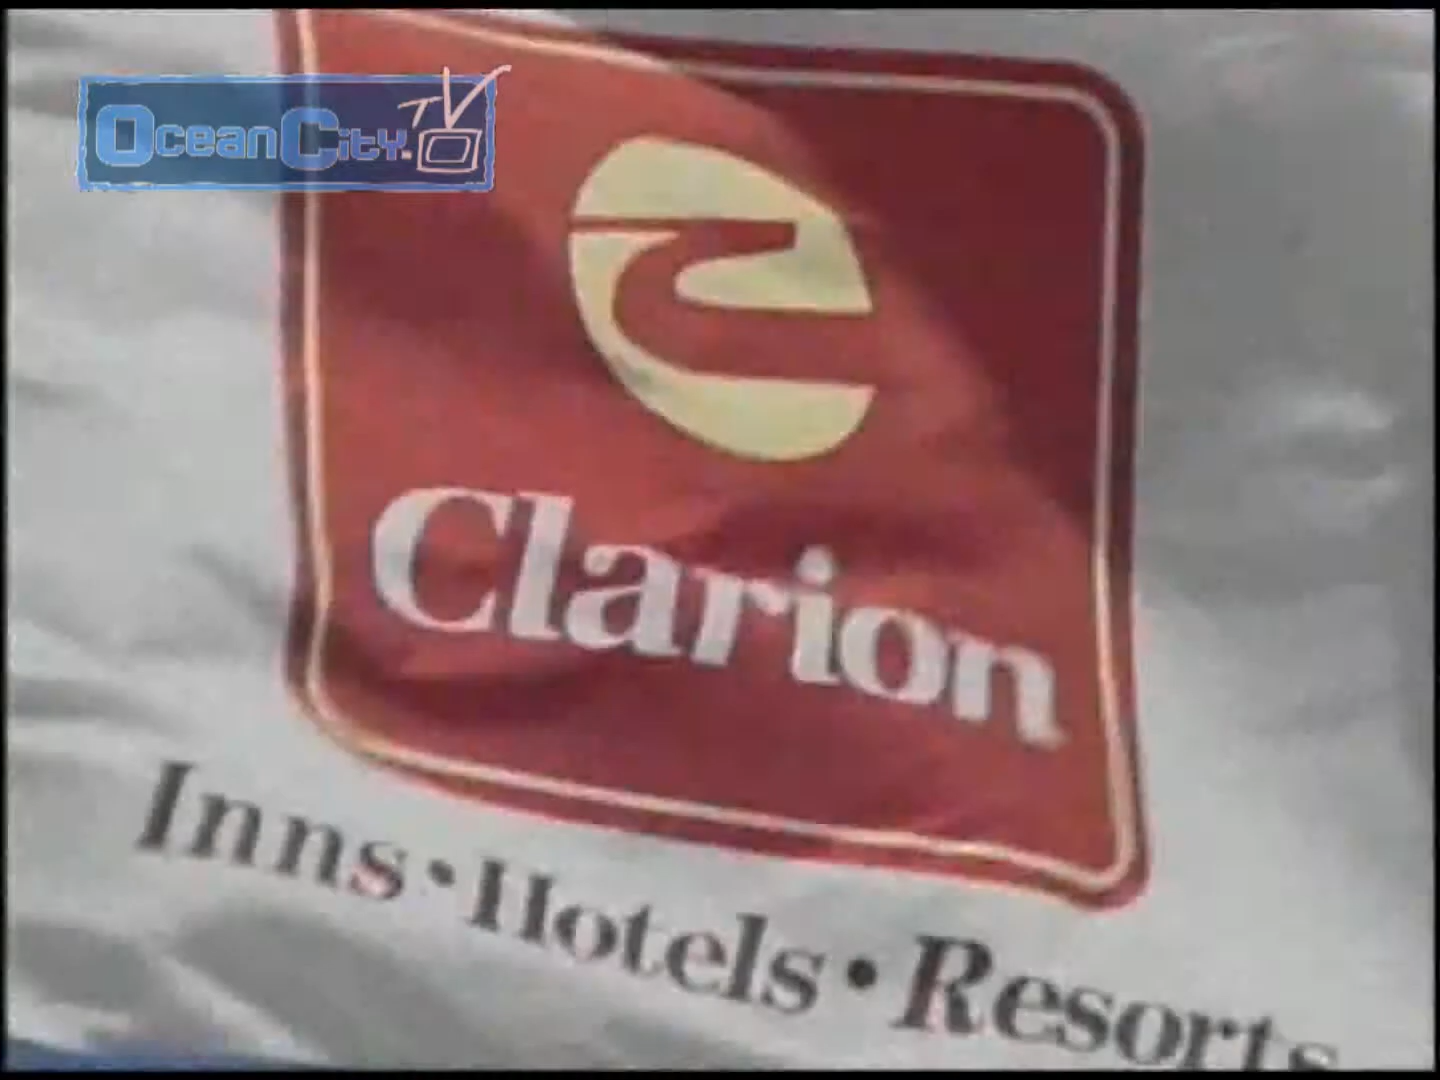 OceanCity.TV
Clarion
Inns • Hotels • Resorts